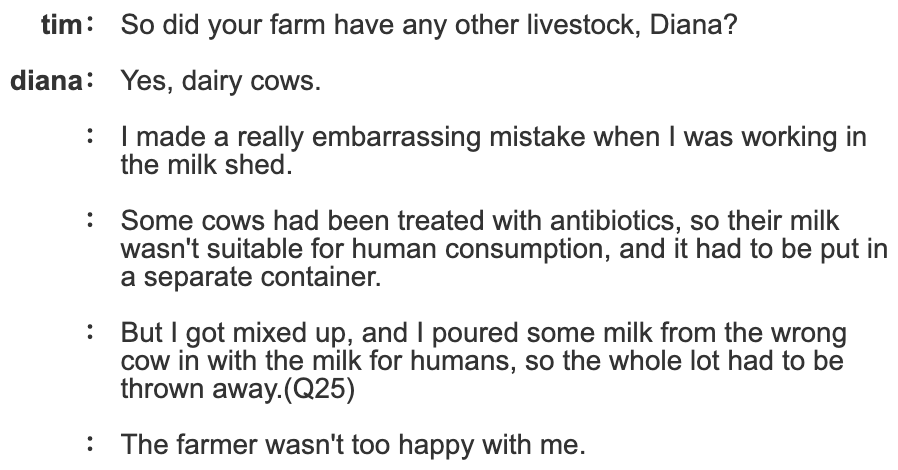 tim: So did your farm have any other livestock, Diana?
diana: Yes, dairy cows.
: I made a really embarrassing mistake when I was working in
the milk shed.
: Some cows had been treated with antibiotics, so their milk
wasn't suitable for human consumption, and it had to be put in
a separate container.
: But I got mixed up, and I poured some milk from the wrong
cow in with the milk for humans, so the whole lot had to be
thrown away.(Q25)
: The farmer wasn't too happy with me.